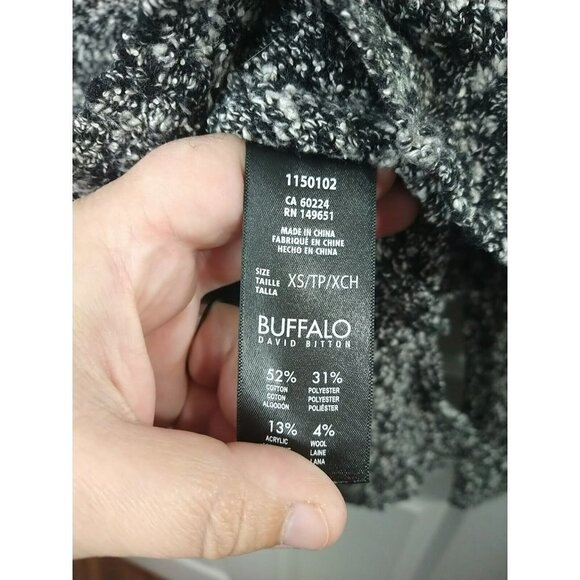 1150102
CA 60224
RN 149651
MADE IN CHINA
FABRIQUÉ EN CHINE
HECHO EN CHINA
SIZE
TAILLE XS/TP/XCH
TALLA
BUFFALO
DAVID BITTON
52% 31%
COTTON POLYESTER
COTON POLYESTER
ALGODÓN POLIÉSTER
13% 4%
ACRYLIC WOOL
LAINE
LANA